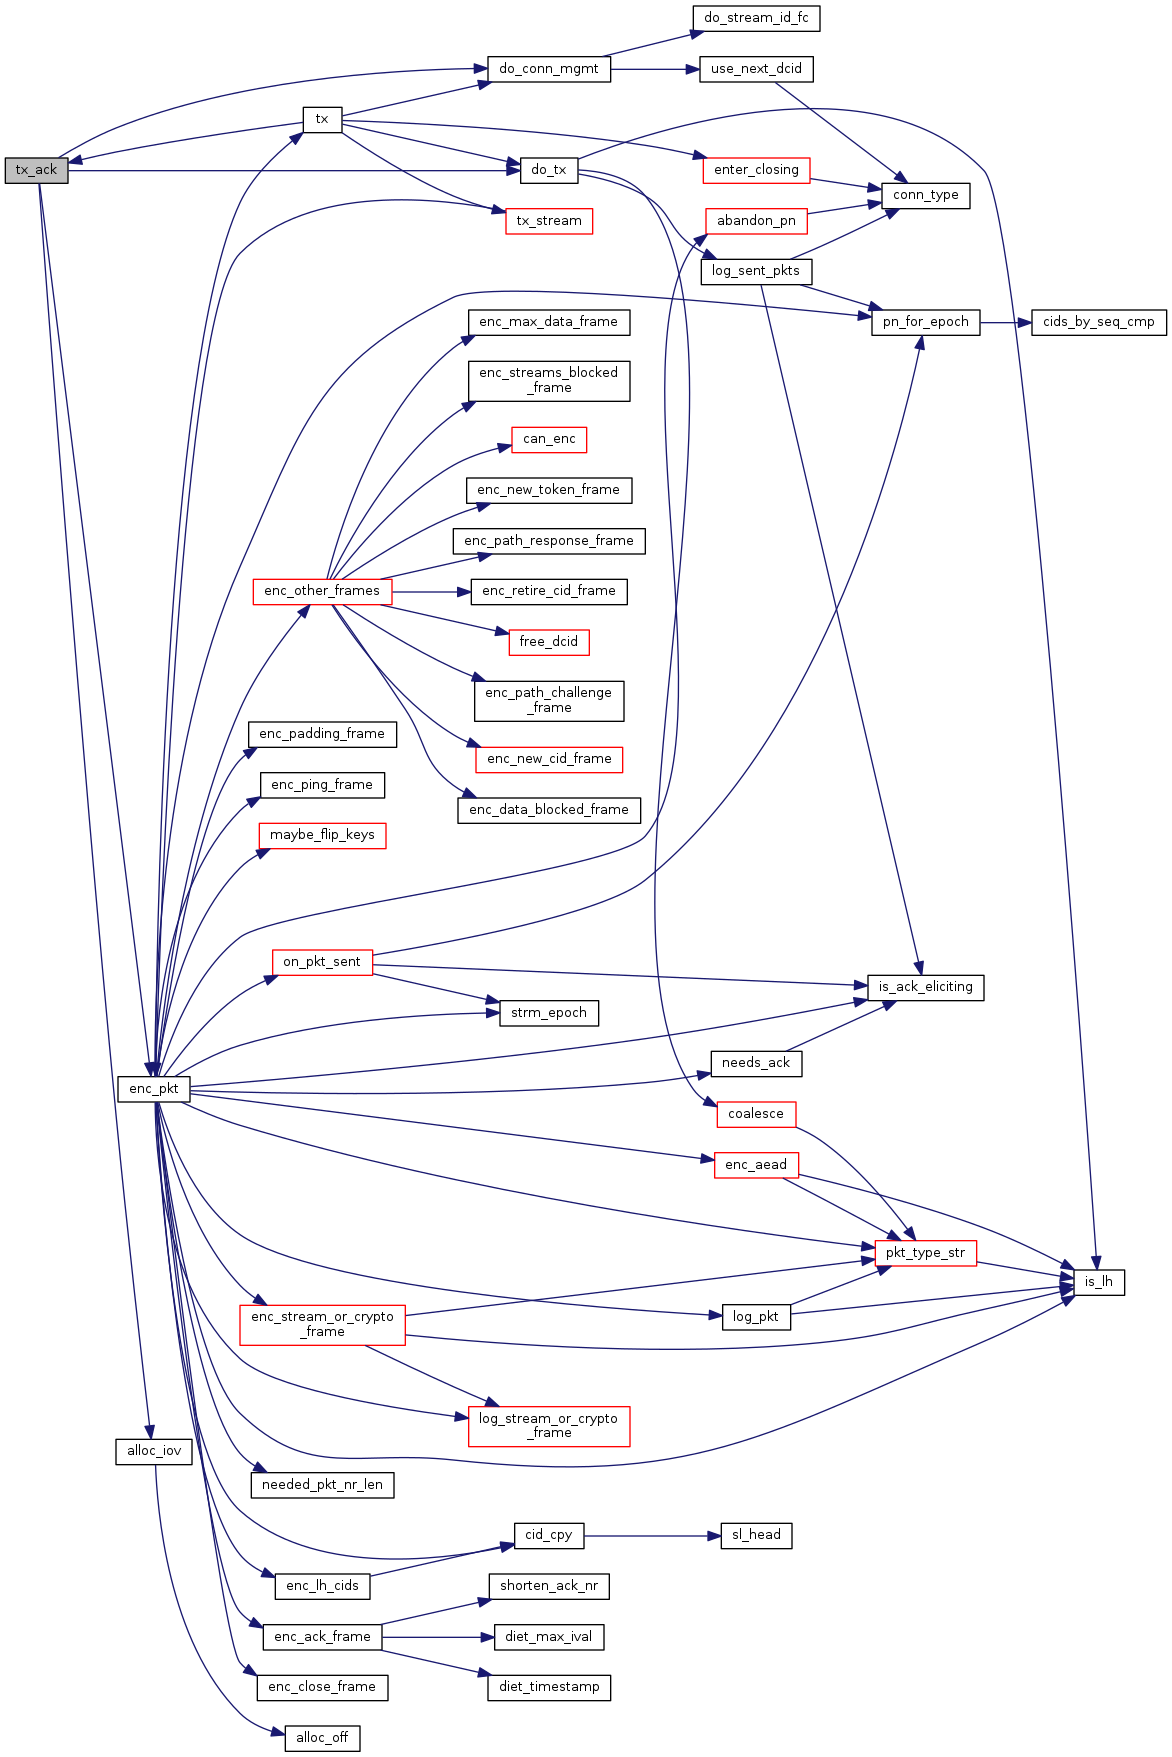 do_stream_id_fc
do_conn_mgmt
use_next_dcid
tx
tx_ack
do_tx
enter_closing
conn_type
tx_stream
abandon_pn
log_sent_pkts
enc_max_data_frame
pn_for_epoch
cids_by_seq_cmp
enc_streams_blocked
_frame
can_enc
enc_new_token_frame
enc_path_response_frame
enc_other_frames
enc_retire_cid_frame
free_dcid
enc_path_challenge
_frame
enc_padding_frame
enc_new_cid_frame
enc_ping_frame
enc_data_blocked_frame
maybe_flip_keys
on_pkt_sent
is_ack_eliciting
strm_epoch
needs_ack
enc_pkt
coalesce
enc_aead
pkt_type_str
is_lh
enc_stream_or_crypto
_frame
log_pkt
log_stream_or_crypto
_frame
alloc_iov
needed_pkt_nr_len
cid_cpy
sl_head
enc_lh_cids
shorten_ack_nr
enc_ack_frame
diet_max_ival
enc_close_frame
diet_timestamp
alloc_off